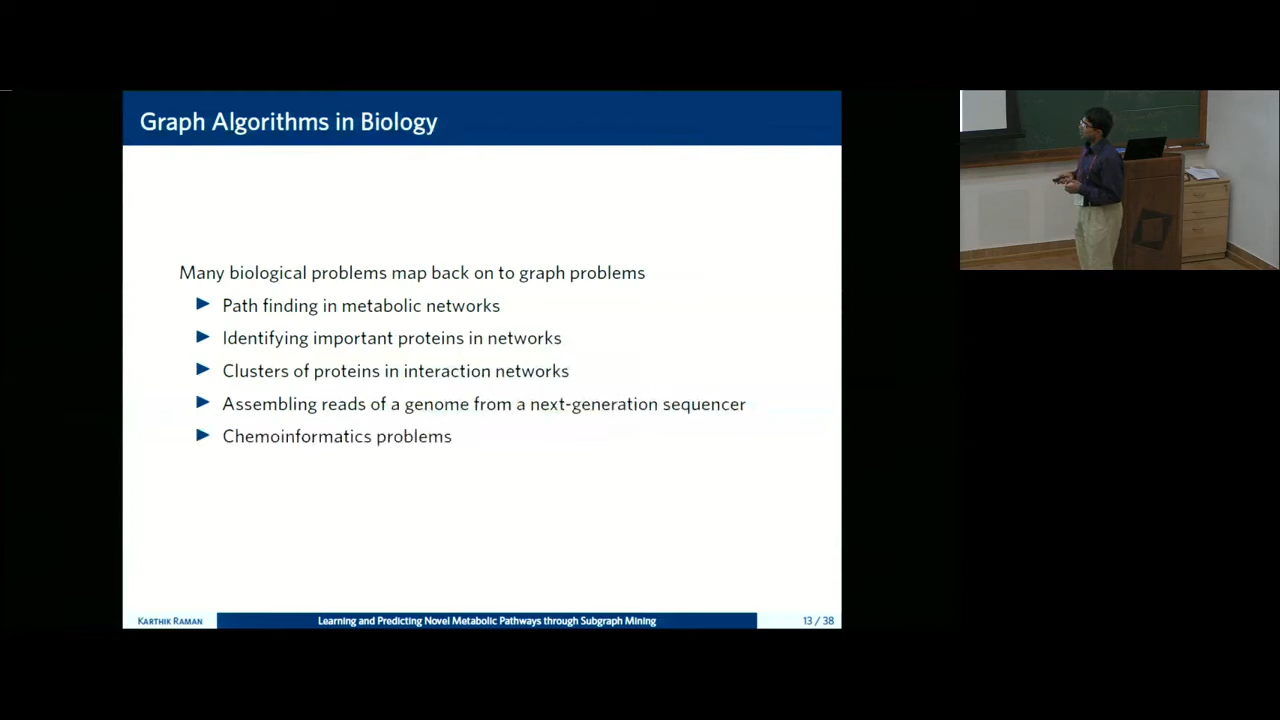 Graph Algorithms in Biology
Many biological problems map back on to graph problems
▶ Path finding in metabolic networks
▶ Identifying important proteins in networks
▶ Clusters of proteins in interaction networks
▶ Assembling reads of a genome from a next-generation sequencer
▶ Chemoinformatics problems
KARTHIK RAMAN
Learning and Predicting Novel Metabolic Pathways through Subgraph Mining
13 / 38